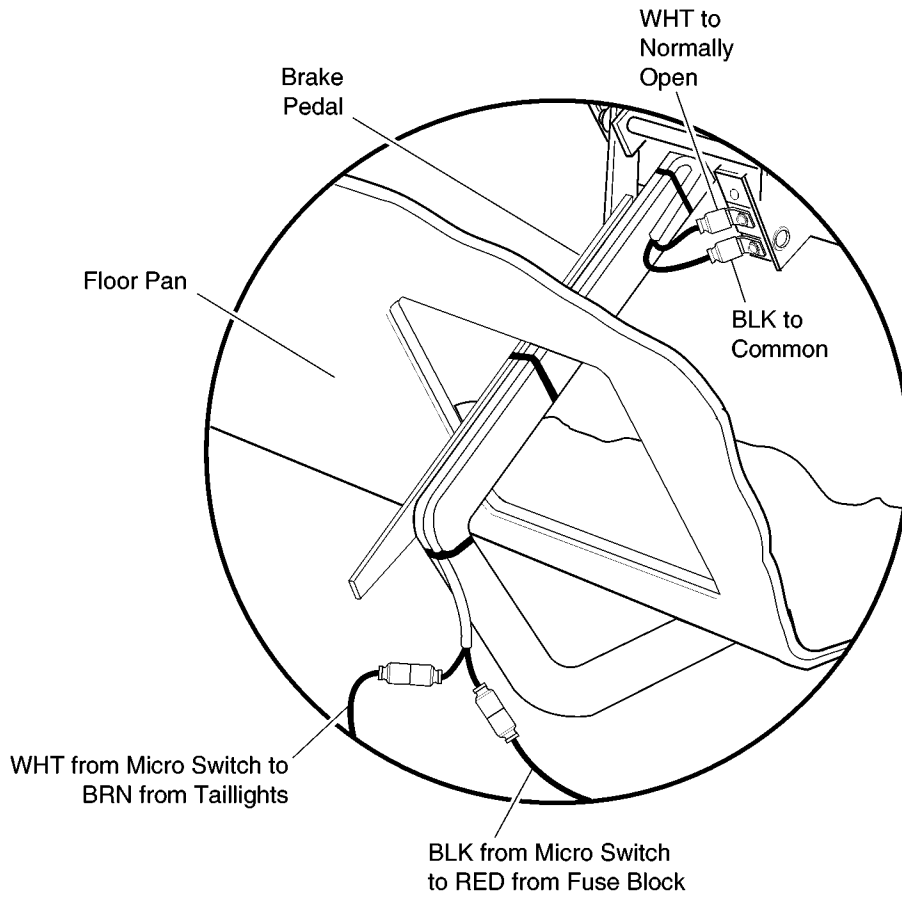 WHT to
Normally
Open
Brake
Pedal
Floor Pan
BLK to
Common
WHT from Micro Switch to
BRN from Taillights
BLK from Micro Switch
to RED from Fuse Block